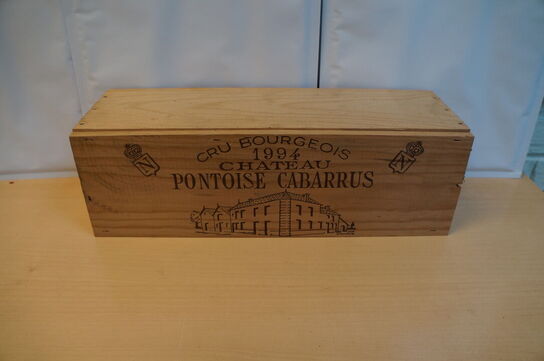 CRU BOURGEOIS
1994
CHATEAU
PONTOISE CABARRUS
N
N